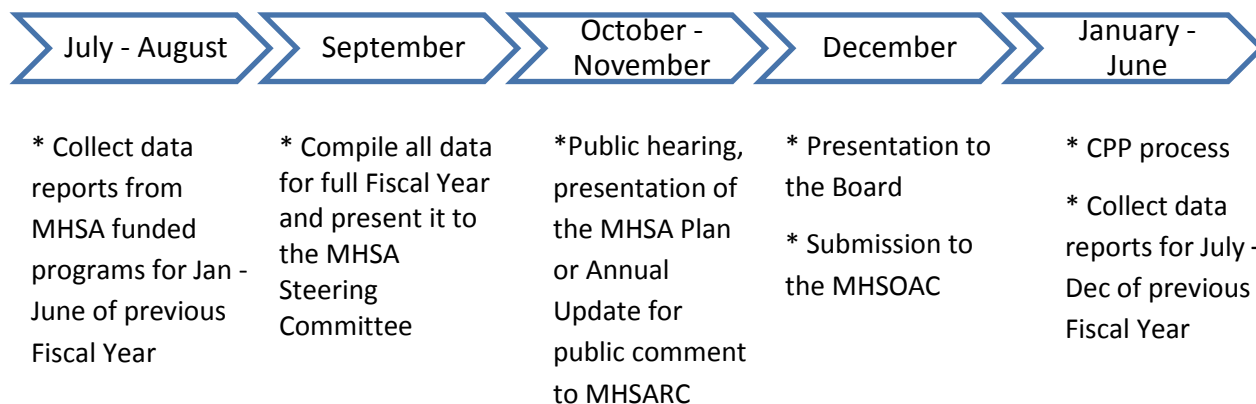 July - August
September
October -
November
December
January -
June
* Collect data
reports from
MHSA funded
programs for Jan -
June of previous
Fiscal Year
* Compile all data
for full Fiscal Year
and present it to
the MHSA
Steering
Committee
*Public hearing,
presentation of
the MHSA Plan
or Annual
Update for
public comment
to MHSARC
* Presentation to
the Board
* Submission to
the MHSOAC
* CPP process
* Collect data
reports for July -
Dec of previous
Fiscal Year